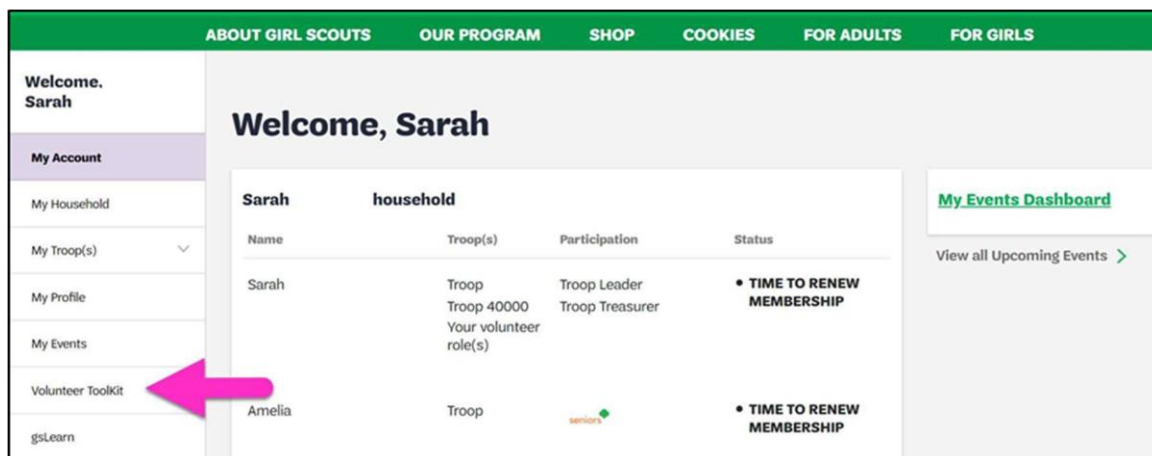 ABOUT GIRL SCOUTS OUR PROGRAM SHOP COOKIES FOR ADULTS FOR GIRLS
Welcome,
Sarah
My Account
My Household
My Troop(s)
My Profile
My Events
Volunteer ToolKit
gsLearn
Welcome, Sarah
Sarah household
Name Troop(s) Participation Status
Sarah Troop Troop Leader • TIME TO RENEW
Troop 40000 Troop Treasurer MEMBERSHIP
Your volunteer
role(s)
Amelia Troop seniors • TIME TO RENEW
MEMBERSHIP
My Events Dashboard
View all Upcoming Events